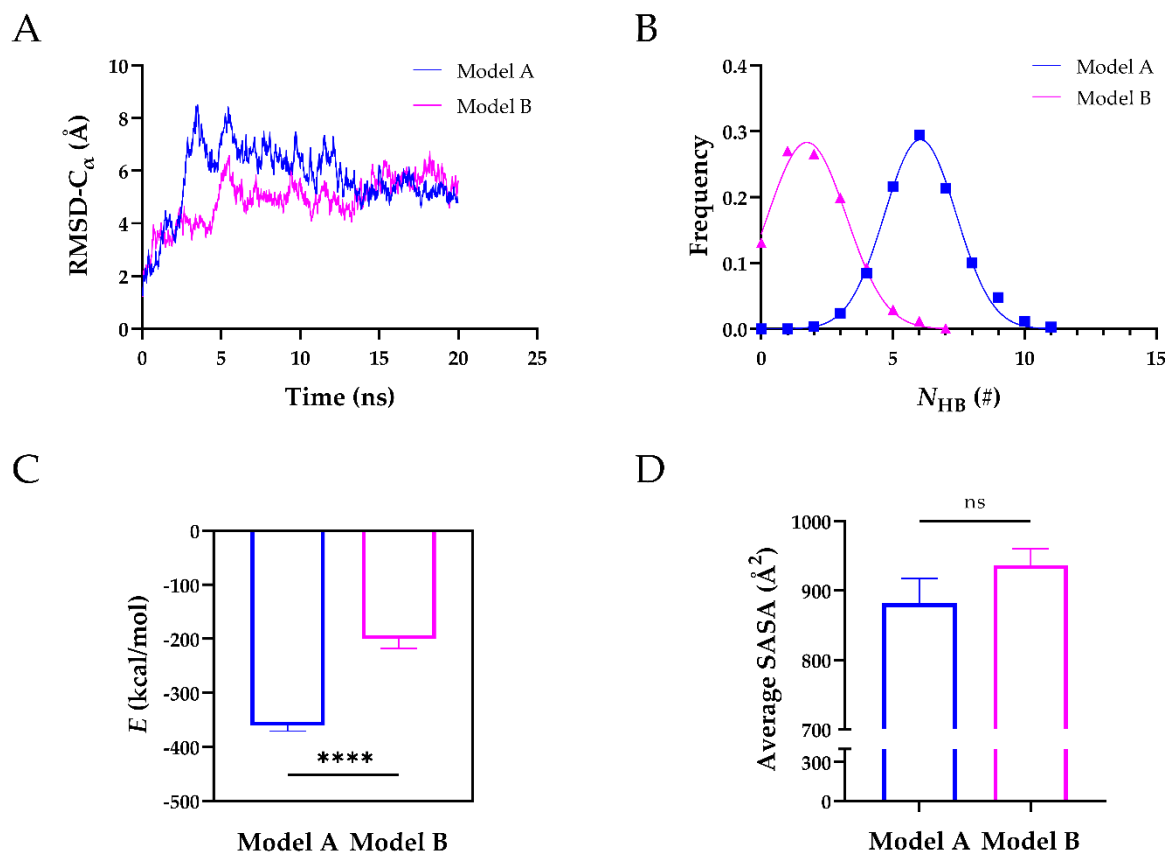 A
RMSD-Cα (Å)
10
8
6
4
2
0
0 5 10 15 20 25
Time (ns)
Model A
Model B
B
Frequency
0.4
0.3
0.2
0.1
0.0
0 5 10 15
NHB (#)
Model A
Model B
C
E (kcal/mol)
0
-100
-200
-300
-400
-500
****
Model A Model B
D
Average SASA (Å2)
1000
900
800
700
300
0
ns
Model A Model B